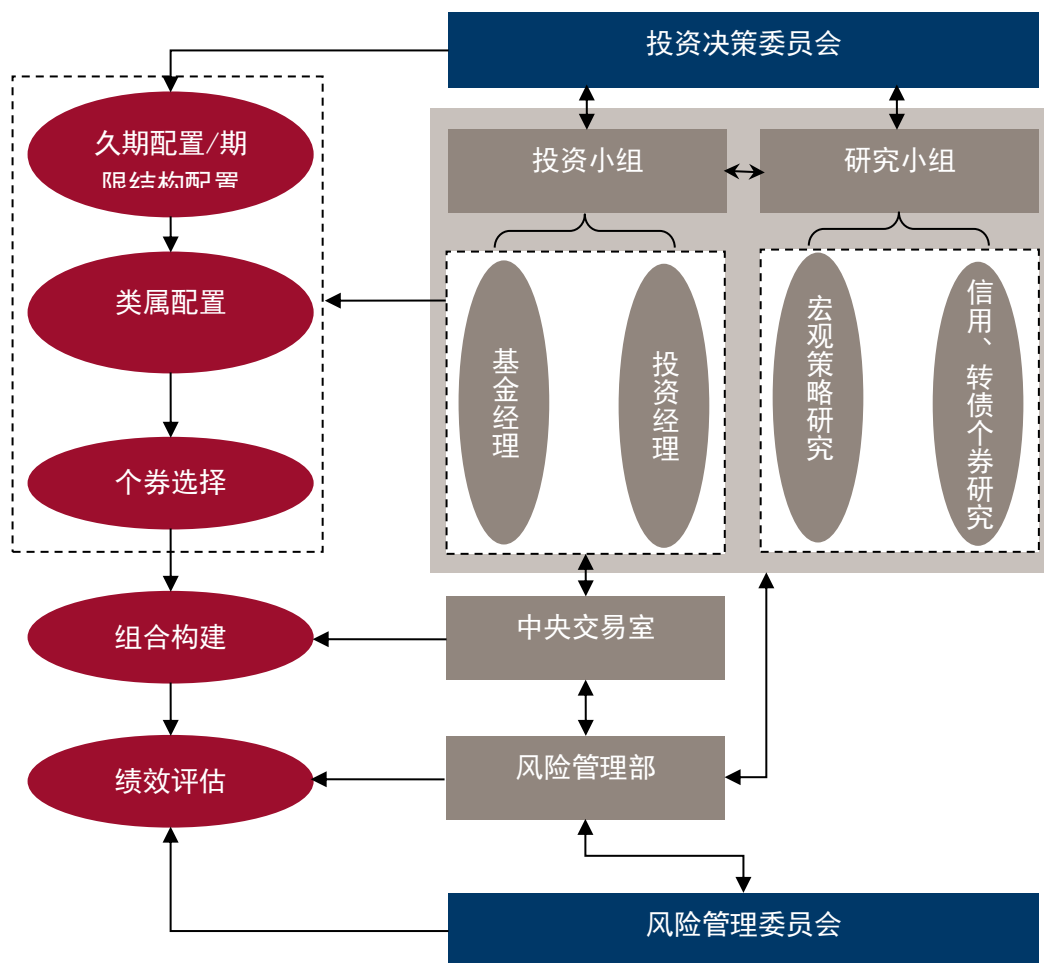 投资决策委员会
久期配置/期
限结构配置
投资小组
研究小组
类属配置
基金经理
投资经理
宏观策略研究
信用、转债个券研究
个券选择
组合构建
中央交易室
绩效评估
风险管理部
风险管理委员会